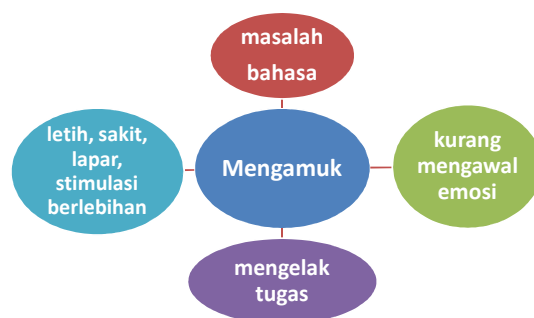 masalah
bahasa
letih, sakit,
lapar,
stimulasi
berlebihan
Mengamuk
kurang
mengawal
emosi
mengelak
tugas